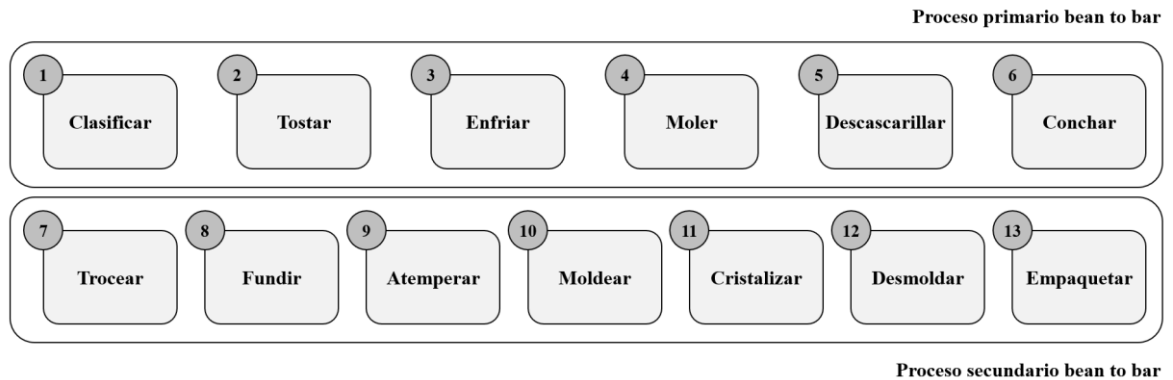 Proceso primario bean to bar
1 2 3 4 5 6
Clasificar Tostar Enfriar Moler Descascarillar Conchar
7 8 9 10 11 12 13
Trocear Fundir Atemperar Moldear Cristalizar Desmoldar Empaquetar
Proceso secundario bean to bar